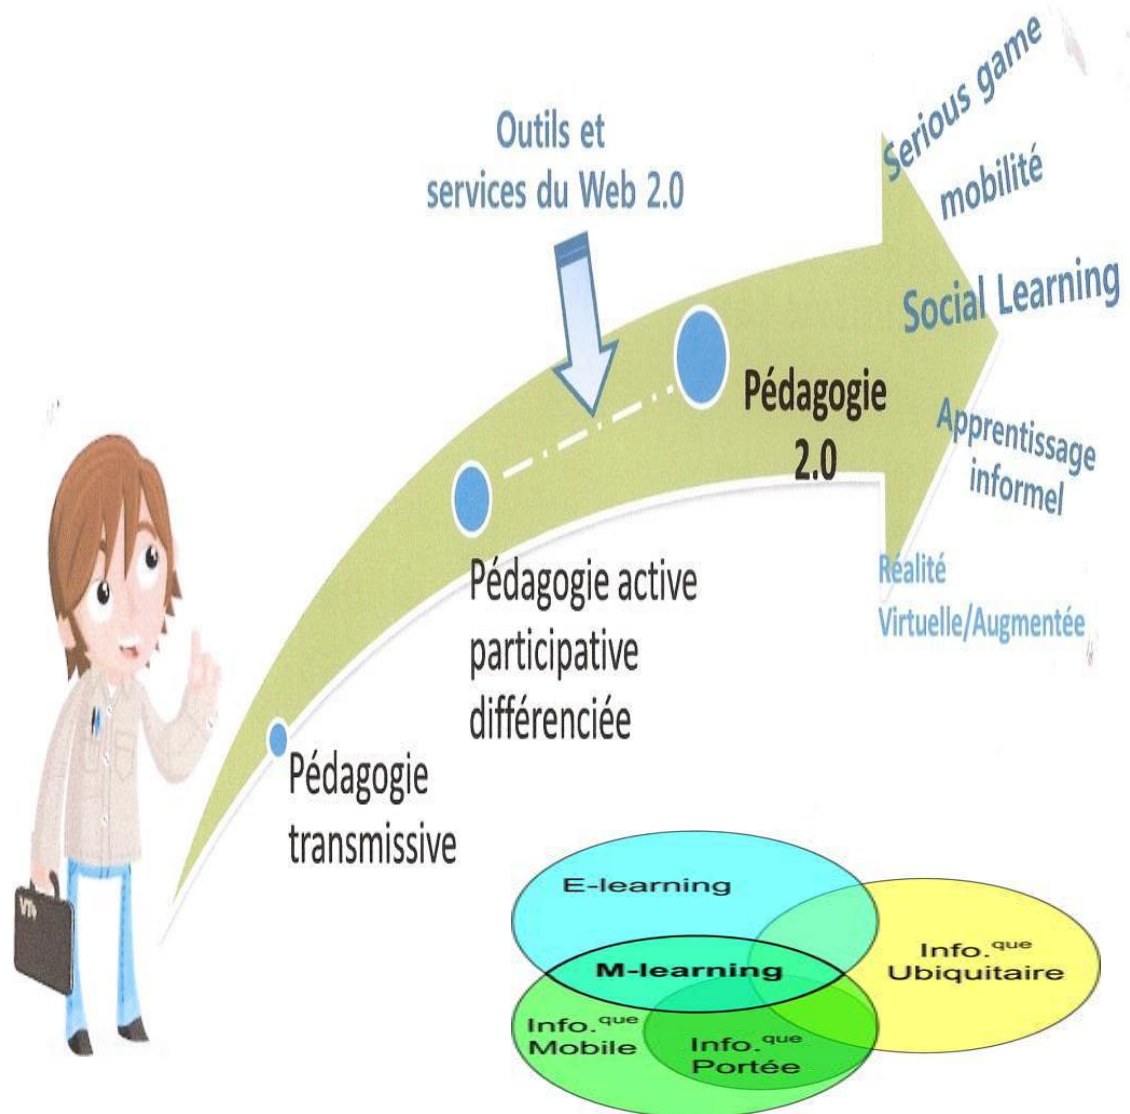 Serious game
Outils et
services du Web 2.0
mobilité
Social Learning
Pédagogie
2.0
Apprentissage
informel
Pédagogie active
participative
différenciée
Réalité
Virtuelle/Augmentée
Pédagogie
transmissive
E-learning
Info.que
Ubiquitaire
M-learning
Info.que
Mobile
Info.que
Portée